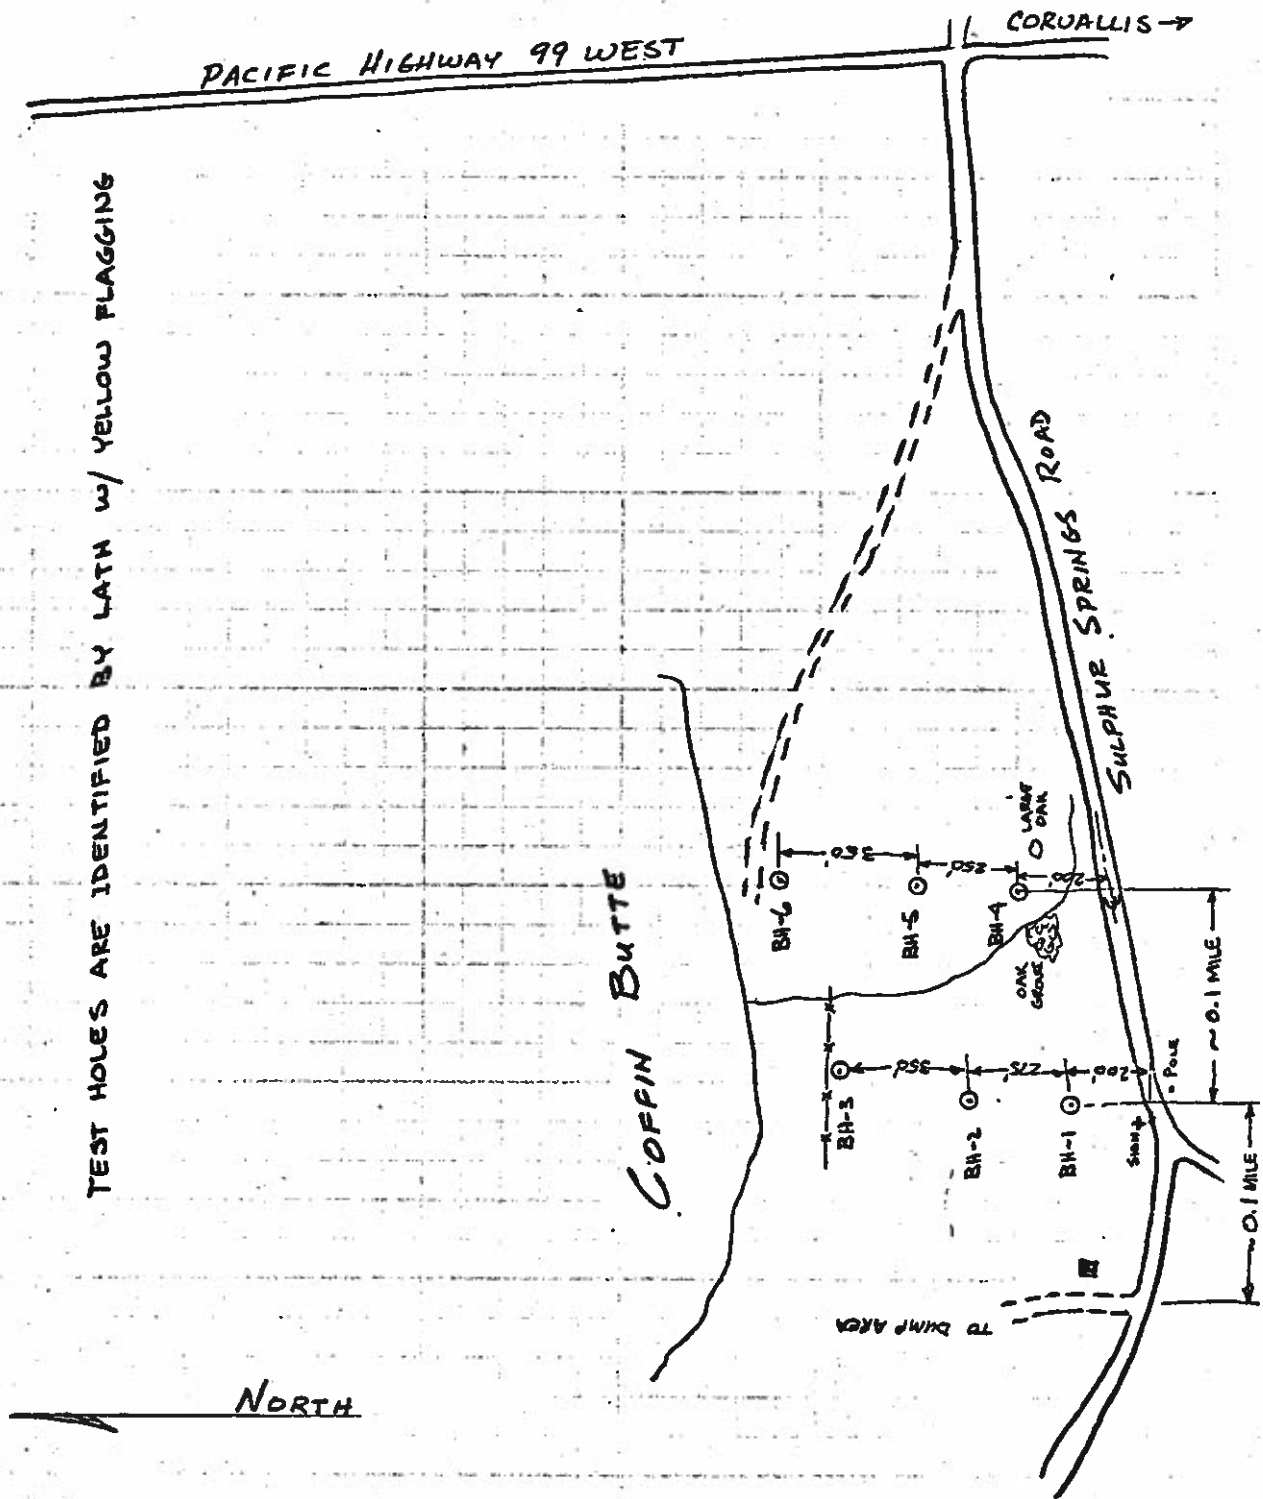 CORVALLIS
PACIFIC HIGHWAY 99 WEST
TEST HOLES ARE IDENTIFIED BY LATH W/ YELLOW FLAGGING
SULPHUR SPRINGS ROAD
COFFIN BUTTE
LARGE
OAK
350'
250'
200'
BH-6
BH-5
BH-4
OAK
GROVE
~0.1 MILE
350'
275'
200'
POLE
BH-3
BH-2
BH-1
SIGN
~0.1 MILE
TO DUMP AREA
NORTH